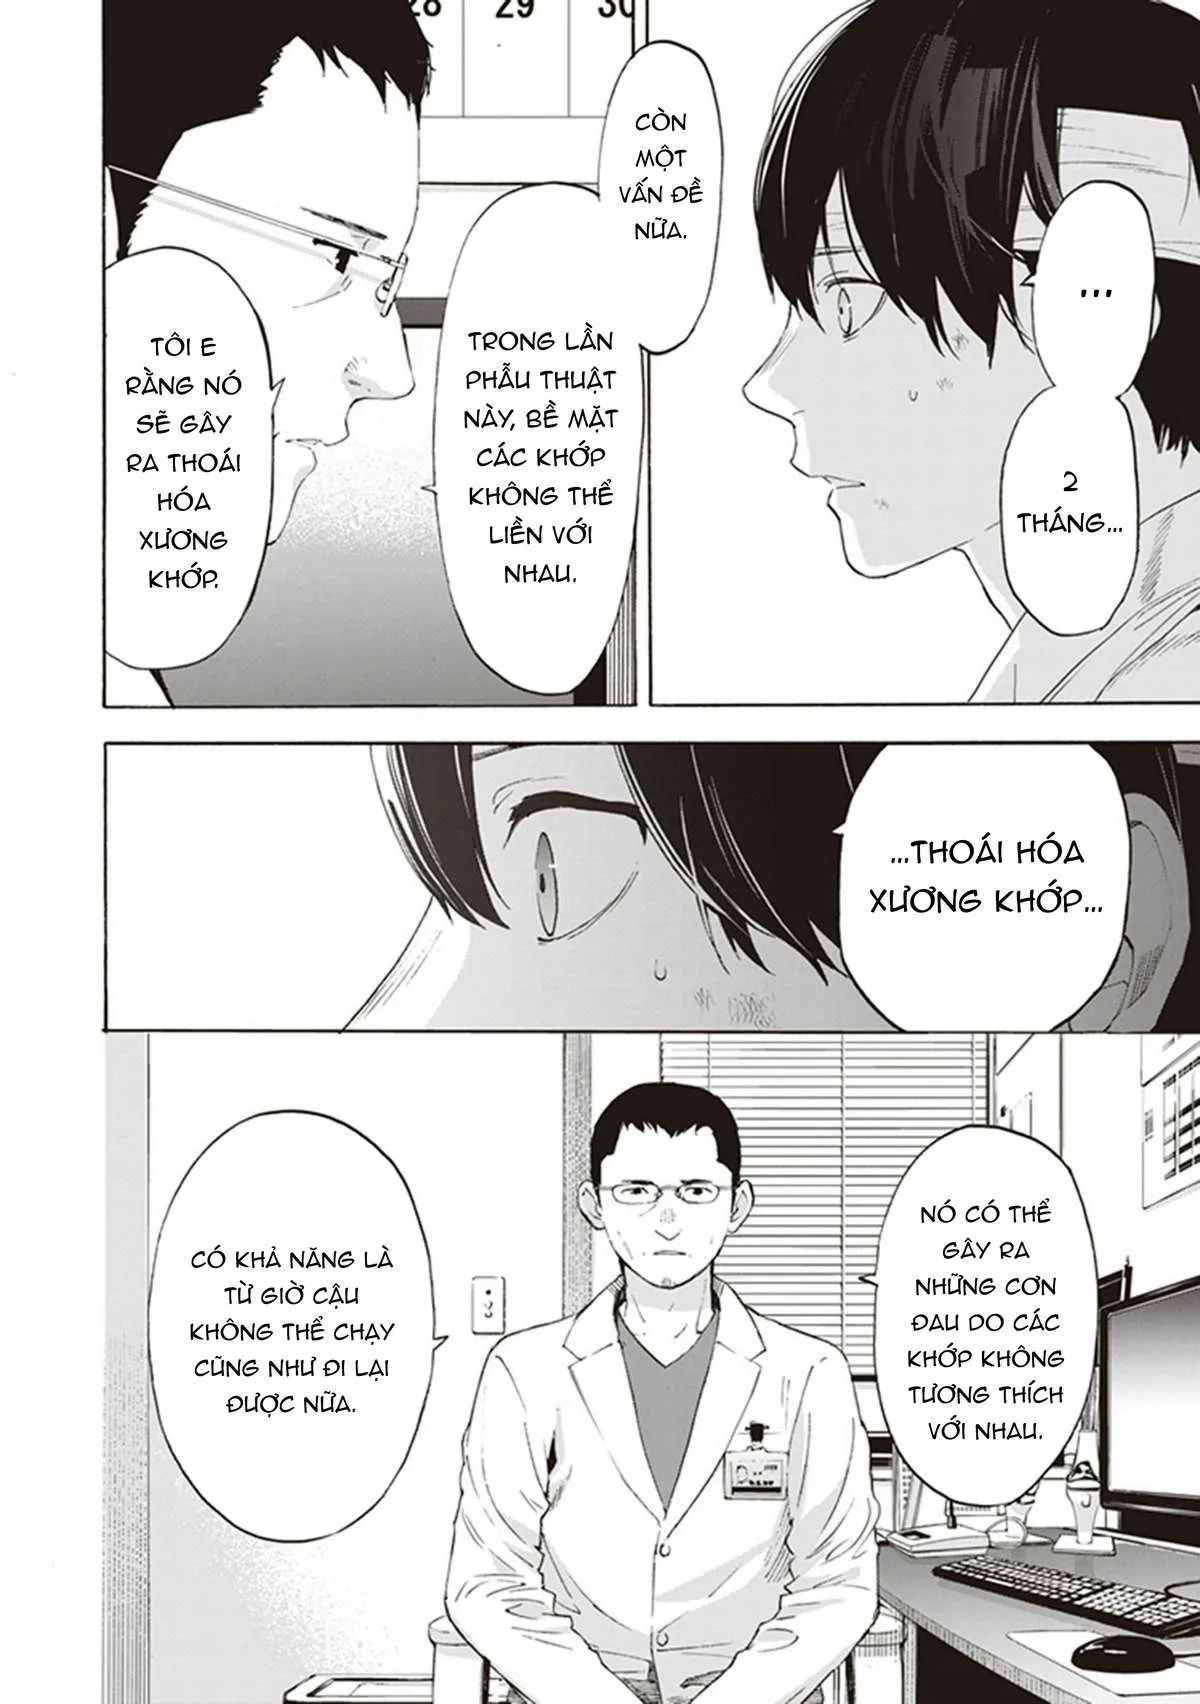 28 29 30
...
2
THÁNG...
CÒN
MỘT
VẤN ĐỀ
NỮA.
TRONG LẦN
PHẪU THUẬT
NÀY, BỀ MẶT
CÁC KHỚP
KHÔNG THỂ
LIỀN VỚI
NHAU.
TÔI E
RẰNG NÓ
SẼ GÂY
RA THOÁI
HÓA
XƯƠNG
KHỚP.
...THOÁI HÓA
XƯƠNG KHỚP...
NÓ CÓ THỂ
GÂY RA
NHỮNG CƠN
ĐAU DO CÁC
KHỚP KHÔNG
TƯƠNG THÍCH
VỚI NHAU.
CÓ KHẢ NĂNG LÀ
TỪ GIỜ CẬU
KHÔNG THỂ CHẠY
CŨNG NHƯ ĐI LẠI
ĐƯỢC NỮA.